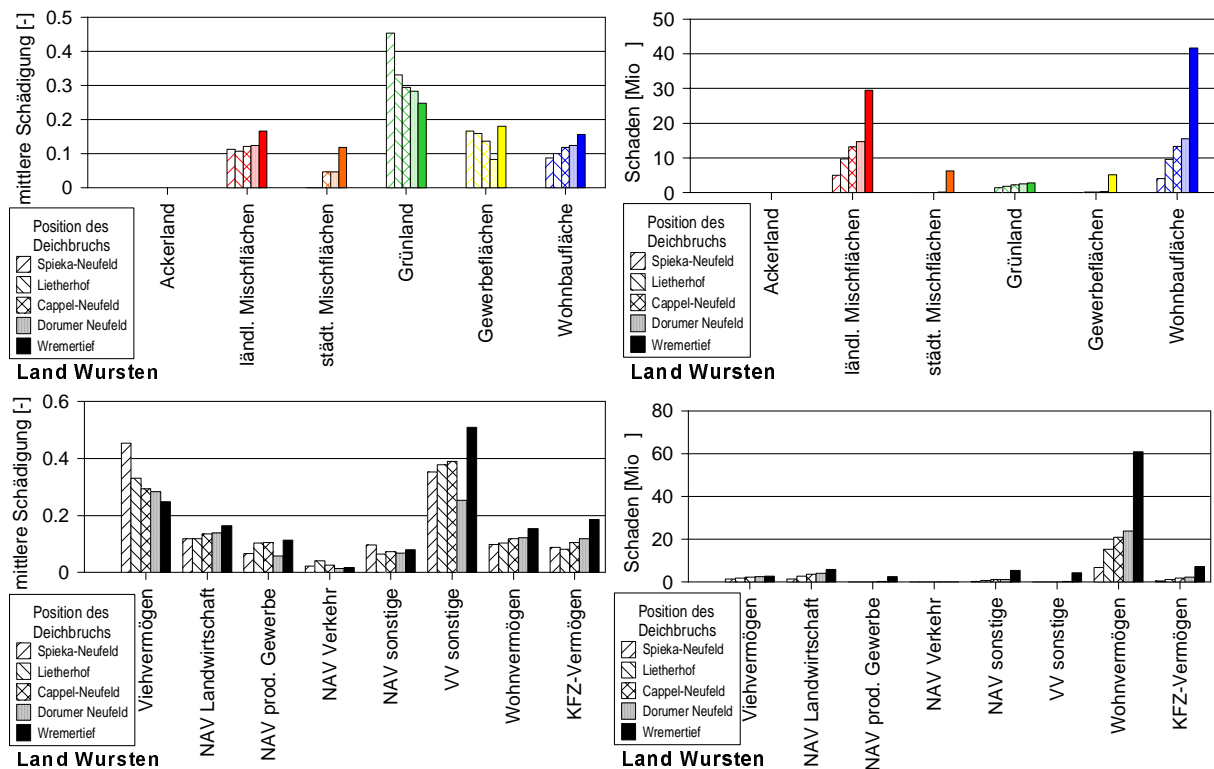 mittlere Schädigung [-]
0.5
0.4
0.3
0.2
0.1
0
Ackerland
ländl. Mischflächen
städt. Mischflächen
Grünland
Gewerbeflächen
Wohnbaufläche
Position des
Deichbruchs
Spieka-Neufeld
Lietherhof
Cappel-Neufeld
Dorumer Neufeld
Wremertief
Land Wursten
Schaden [Mio ]
50
40
30
20
10
0
Ackerland
ländl. Mischflächen
städt. Mischflächen
Grünland
Gewerbeflächen
Wohnbaufläche
Position des
Deichbruchs
Spieka-Neufeld
Lietherhof
Cappel-Neufeld
Dorumer Neufeld
Wremertief
Land Wursten
mittlere Schädigung [-]
0.6
0.4
0.2
0
Viehvermögen
NAV Landwirtschaft
NAV prod. Gewerbe
NAV Verkehr
NAV sonstige
VV sonstige
Wohnvermögen
KFZ-Vermögen
Position des
Deichbruchs
Spieka-Neufeld
Lietherhof
Cappel-Neufeld
Dorumer Neufeld
Wremertief
Land Wursten
Schaden [Mio ]
80
60
40
20
0
Viehvermögen
NAV Landwirtschaft
NAV prod. Gewerbe
NAV Verkehr
NAV sonstige
VV sonstige
Wohnvermögen
KFZ-Vermögen
Position des
Deichbruchs
Spieka-Neufeld
Lietherhof
Cappel-Neufeld
Dorumer Neufeld
Wremertief
Land Wursten